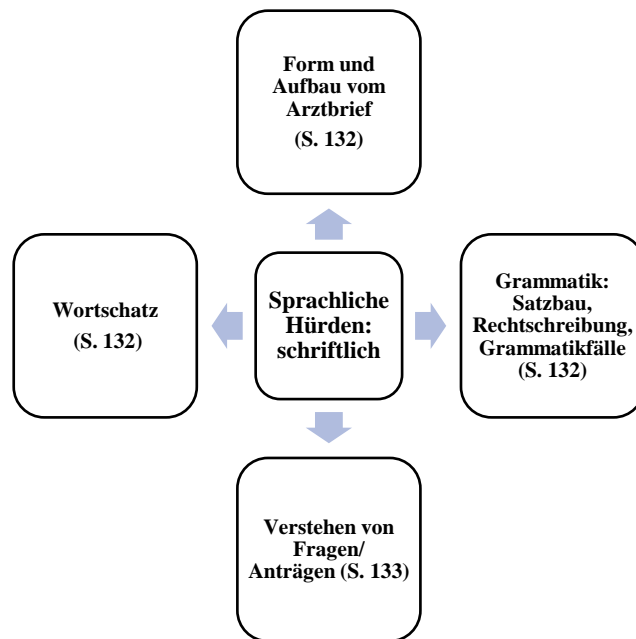 Form und
Aufbau vom
Arztbrief
(S. 132)
Wortschatz
(S. 132)
Sprachliche
Hürden:
schriftlich
Grammatik:
Satzbau,
Rechtschreibung,
Grammatikfälle
(S. 132)
Verstehen von
Fragen/
Anträgen (S. 133)